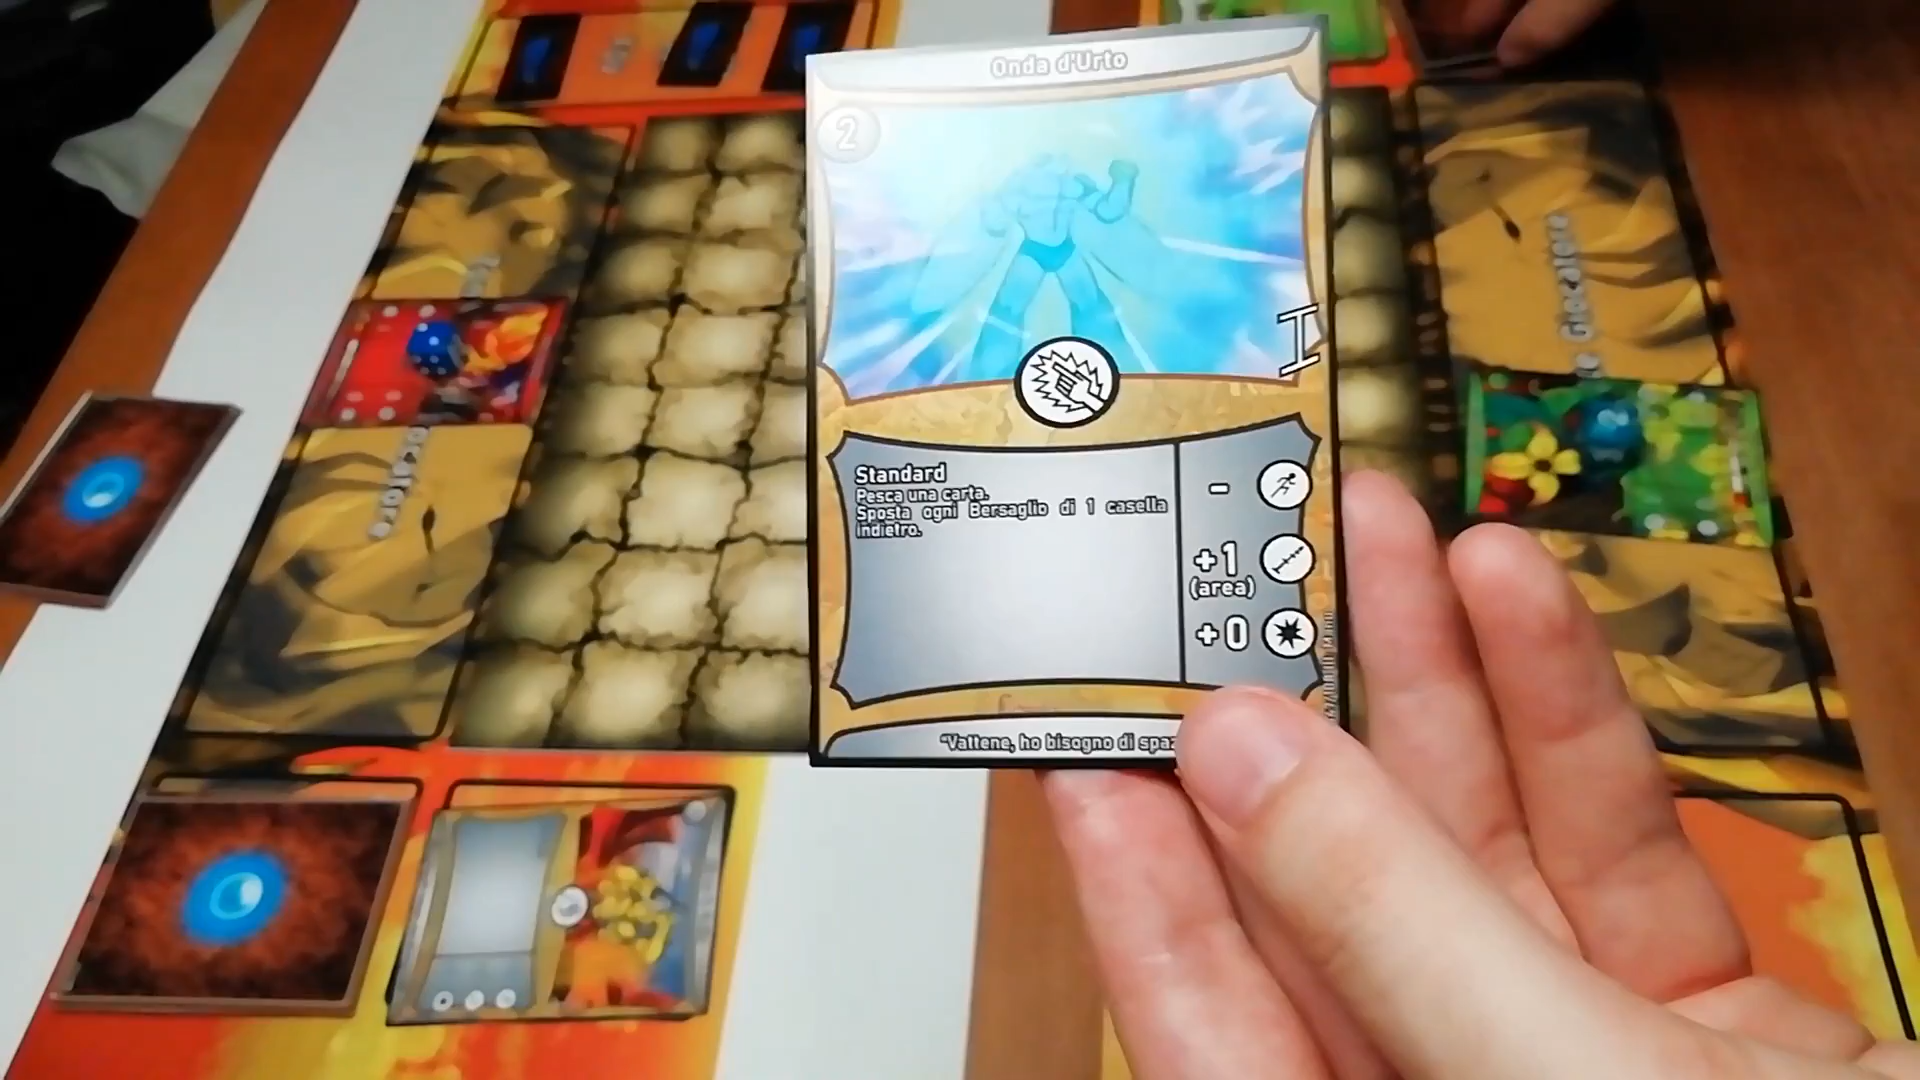 Onda d'Urto
2
Standard
Pesca una carta.
Sposta ogni Bersaglio di 1 casella
indietro.
-
+1
(area)
+0
"Vattene, ho bisogno di
Giocatore